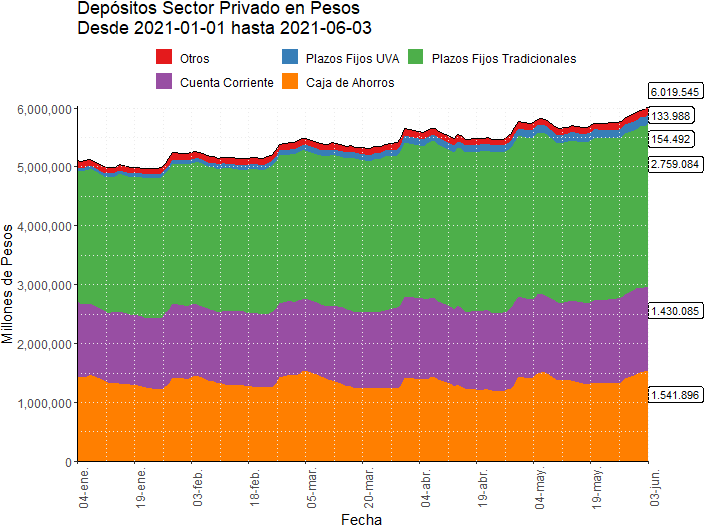 Depósitos Sector Privado en Pesos
Desde 2021-01-01 hasta 2021-06-03
Otros
Plazos Fijos UVA
Plazos Fijos Tradicionales
Cuenta Corriente
Caja de Ahorros
6.019.545
133.988
154.492
2.759.084
1.430.085
1.541.896
6,000,000
5,000,000
4,000,000
3,000,000
2,000,000
1,000,000
0
Millones de Pesos
04-ene.
19-ene.
03-feb.
18-feb.
05-mar.
20-mar.
04-abr.
19-abr.
04-may.
19-may.
03-jun.
Fecha